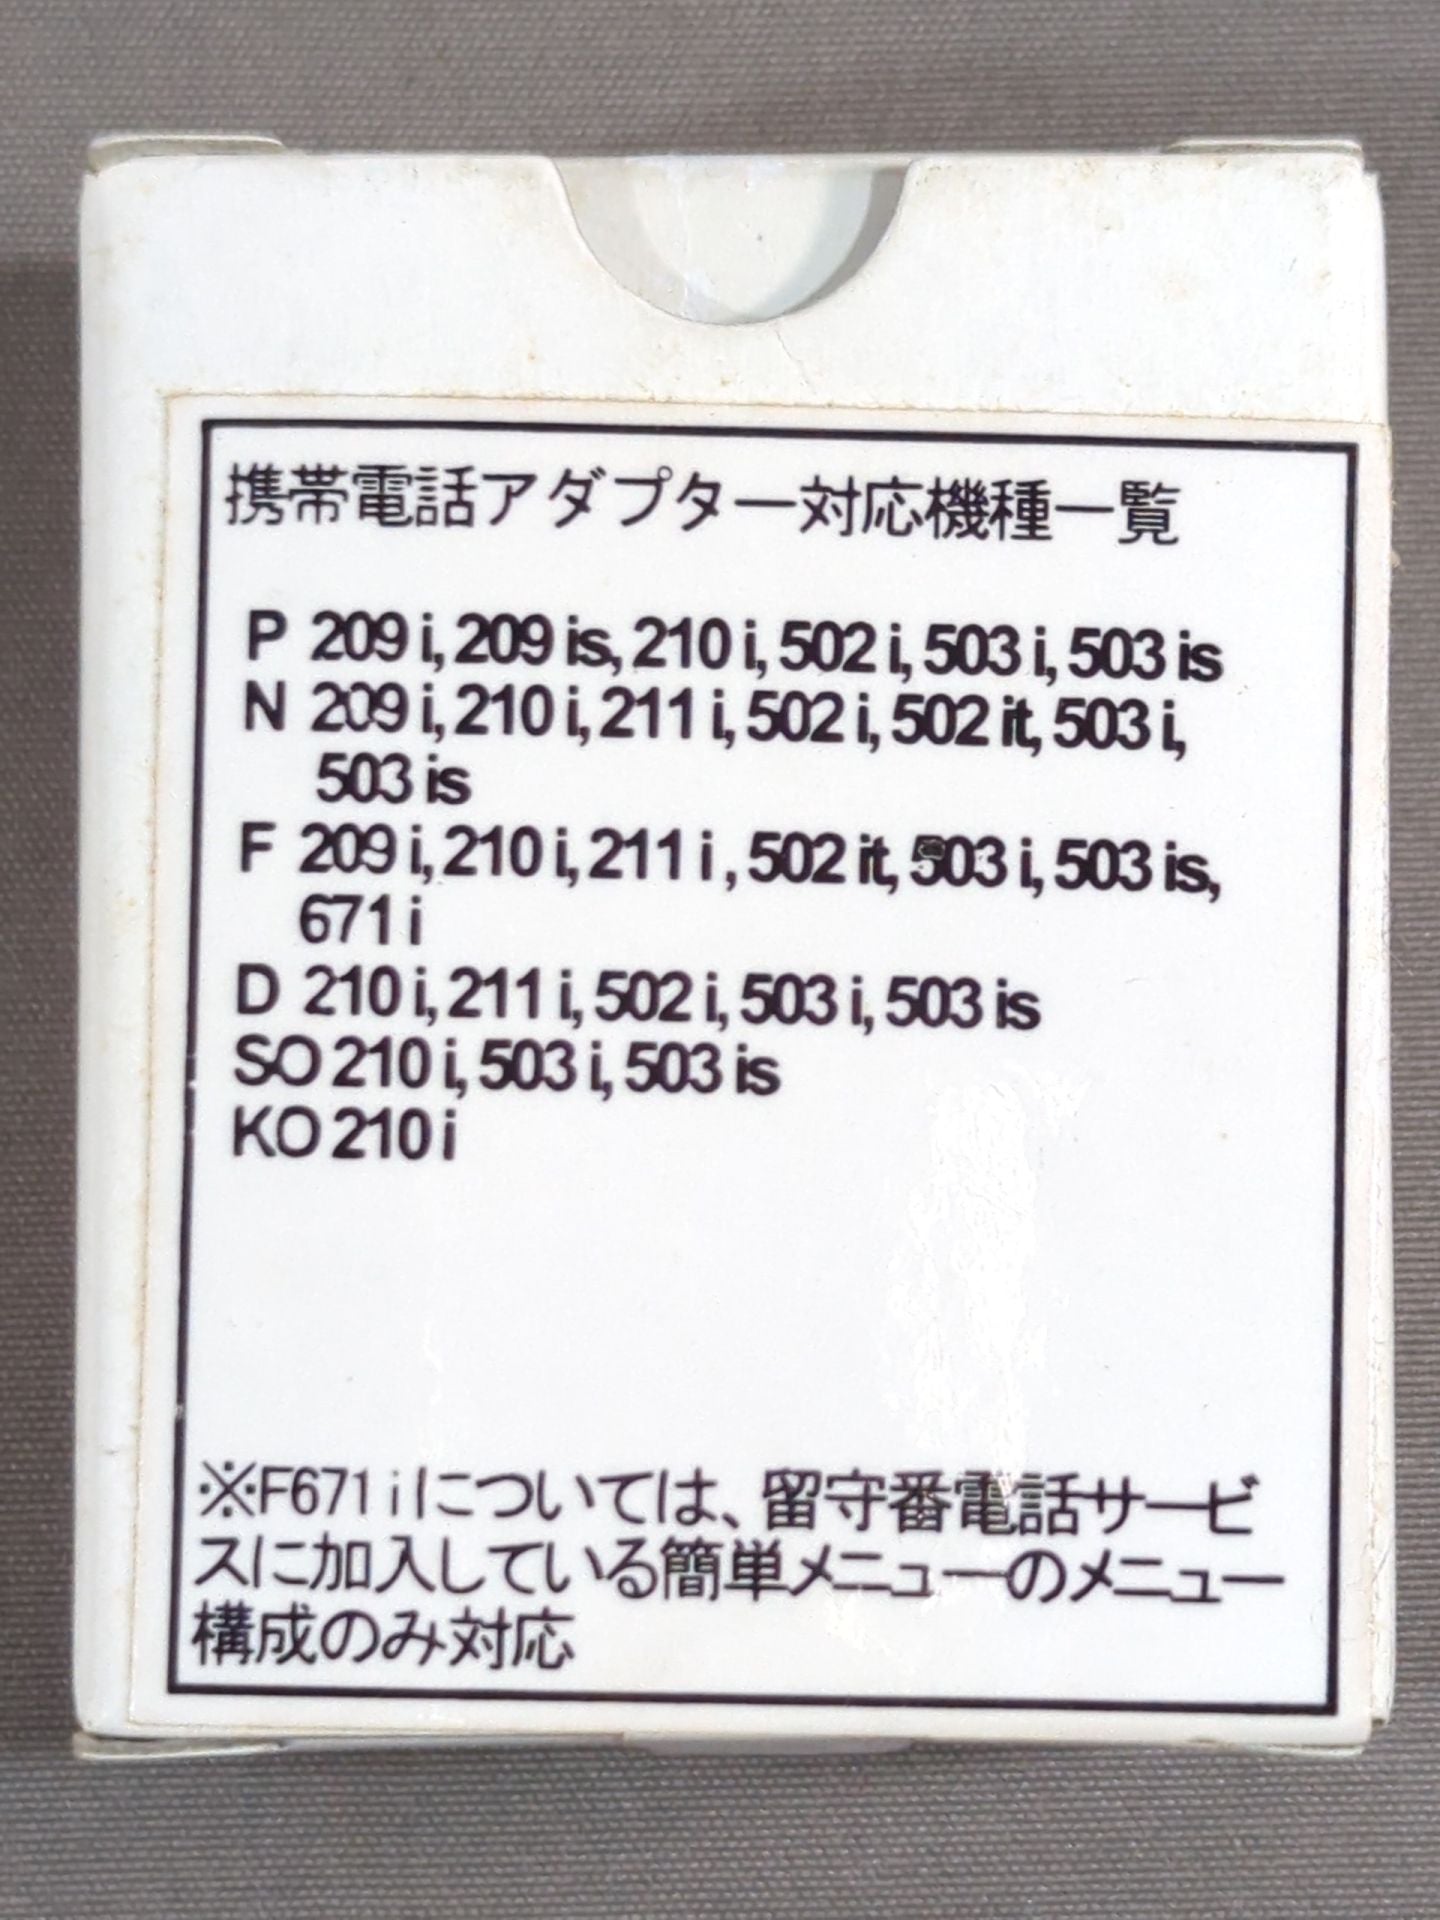 携帯電話アダプター対応機種一覧
P 209 i, 209 is, 210 i, 502 i, 503 i, 503 is
N 209 i, 210 i, 211 i, 502 i, 502 it, 503 i,
503 is
F 209 i, 210 i, 211 i , 502 it, 503 i, 503 is,
671 i
D 210 i, 211 i, 502 i, 503 i, 503 is
SO 210 i, 503 i, 503 is
KO 210 i
※F671 i については、留守番電話サービ
スに加入している簡単メニューのメニュー
構成のみ対応